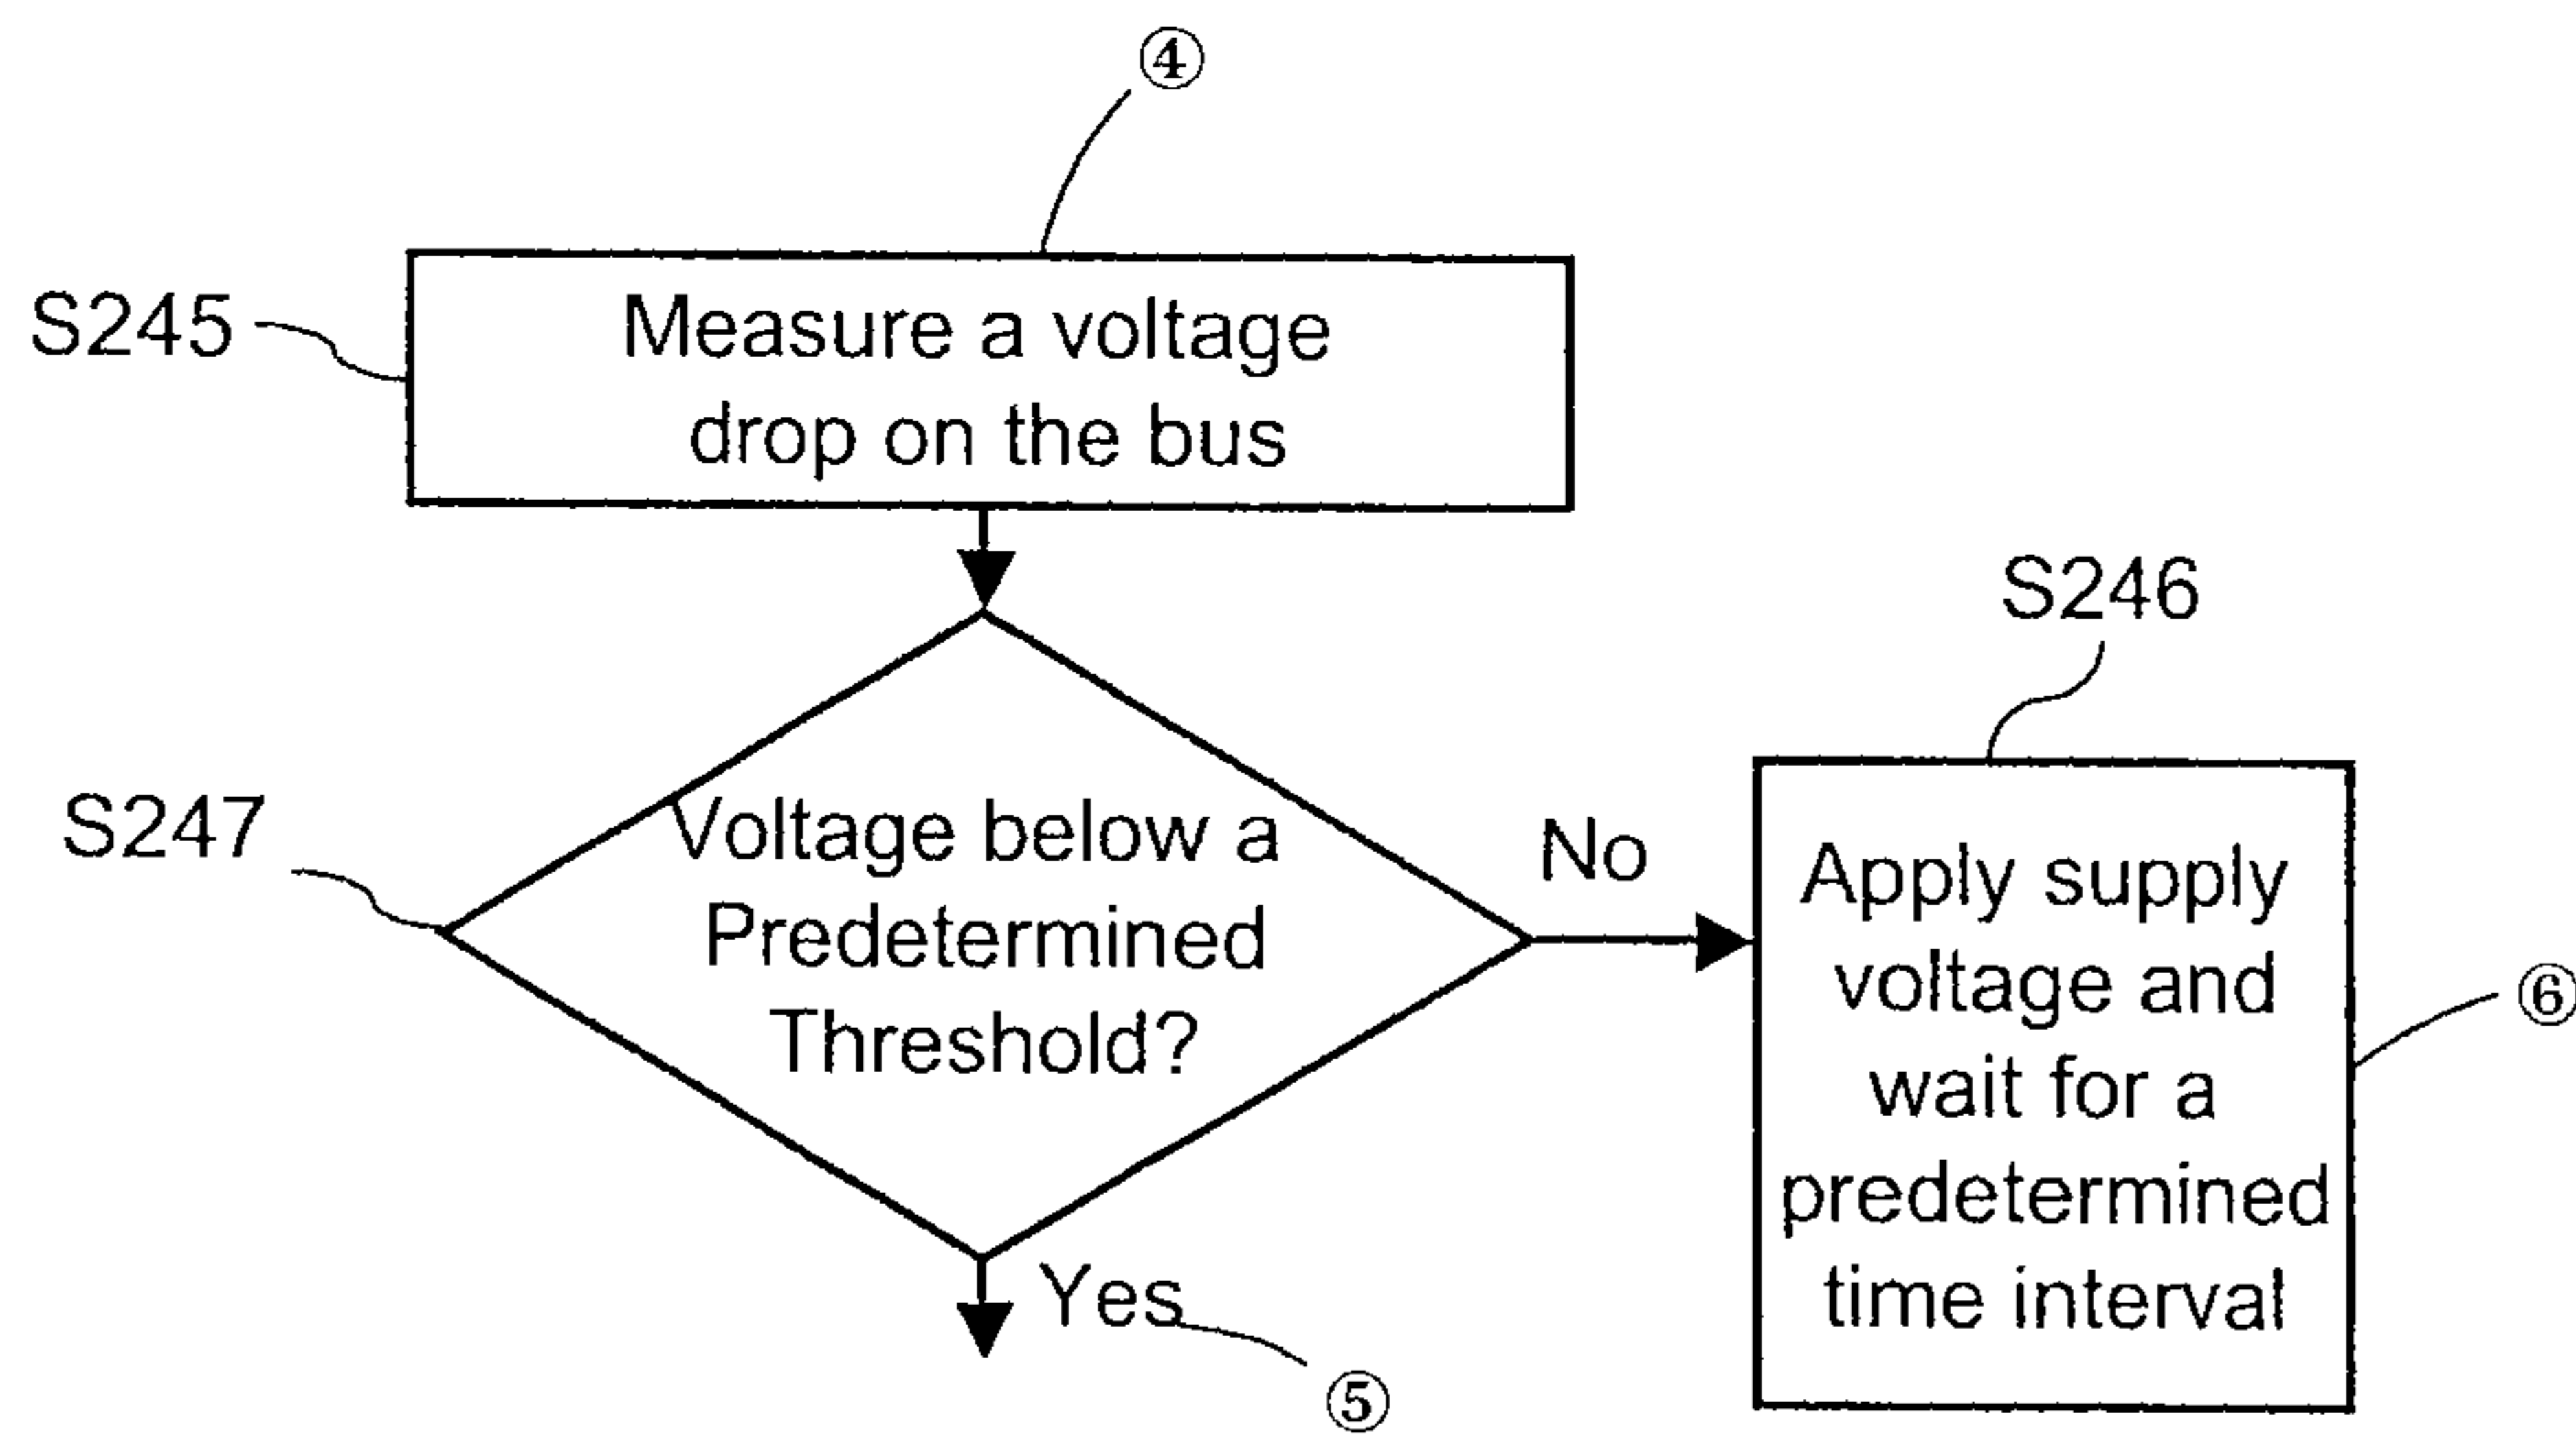 ④
S245
Measure a voltage
drop on the bus
S247
Voltage below a
Predetermined
Threshold?
No
S246
Apply supply
voltage and
wait for a
predetermined
time interval
⑥
Yes
⑤